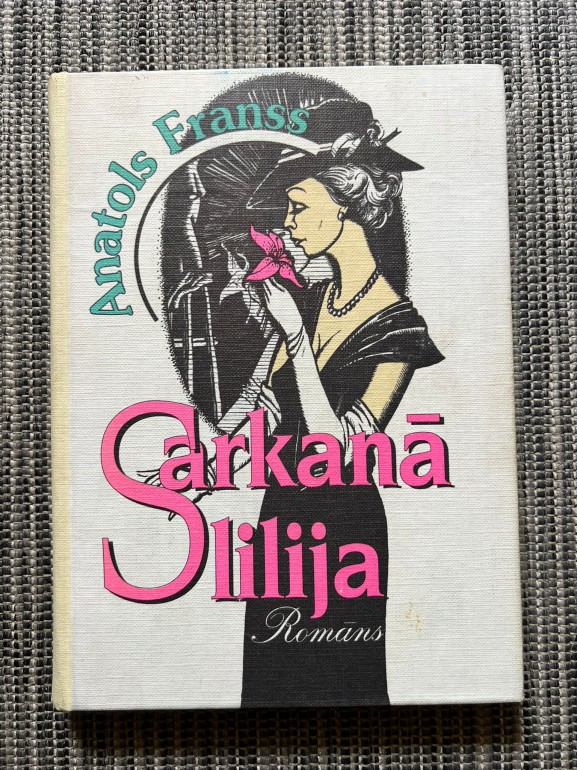 Anatols Franss
Sarkanā
lilija
Romāns